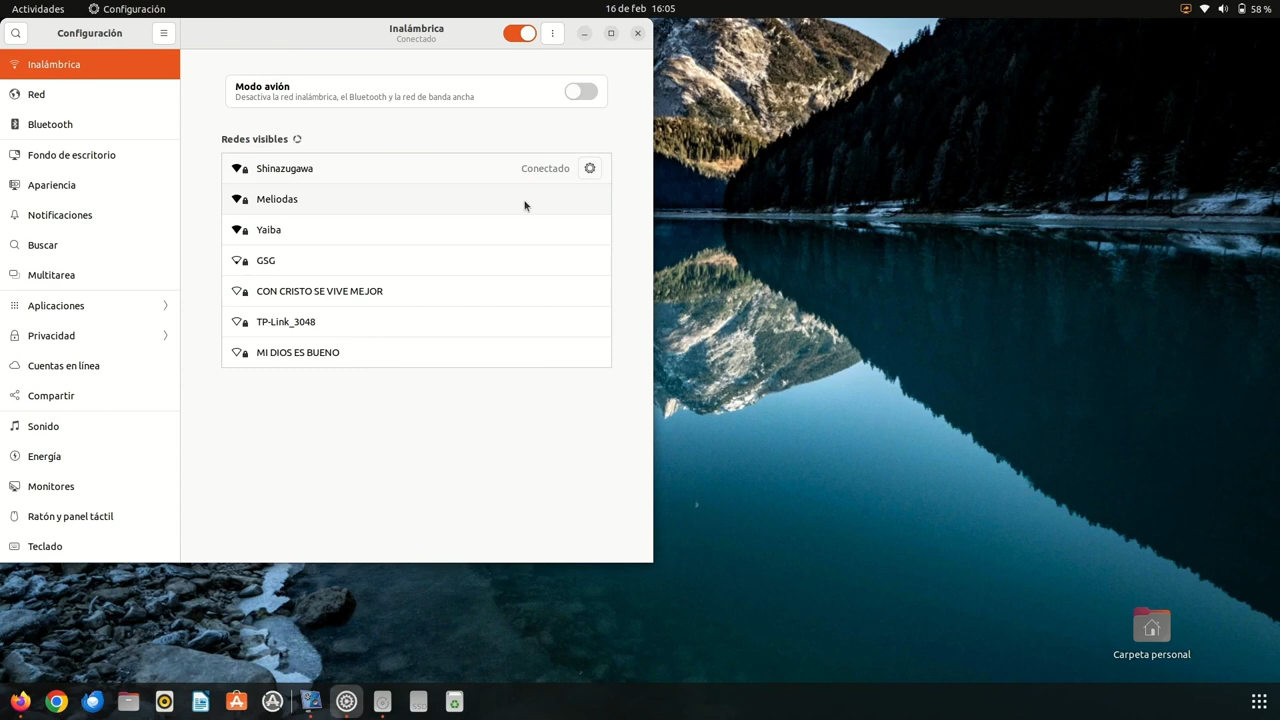 Actividades
Configuración
16 de feb 16:05
58 %
Configuración
Inalámbrica
Conectado
Inalámbrica
Red
Bluetooth
Fondo de escritorio
Apariencia
Notificaciones
Buscar
Multitarea
Aplicaciones
Privacidad
Cuentas en línea
Compartir
Sonido
Energía
Monitores
Ratón y panel táctil
Teclado
Modo avión
Desactiva la red inalámbrica, el Bluetooth y la red de banda ancha
Redes visibles
Shinazugawa Conectado
Meliodas
Yaiba
GSG
CON CRISTO SE VIVE MEJOR
TP-Link_3048
MI DIOS ES BUENO
Carpeta personal
SSD